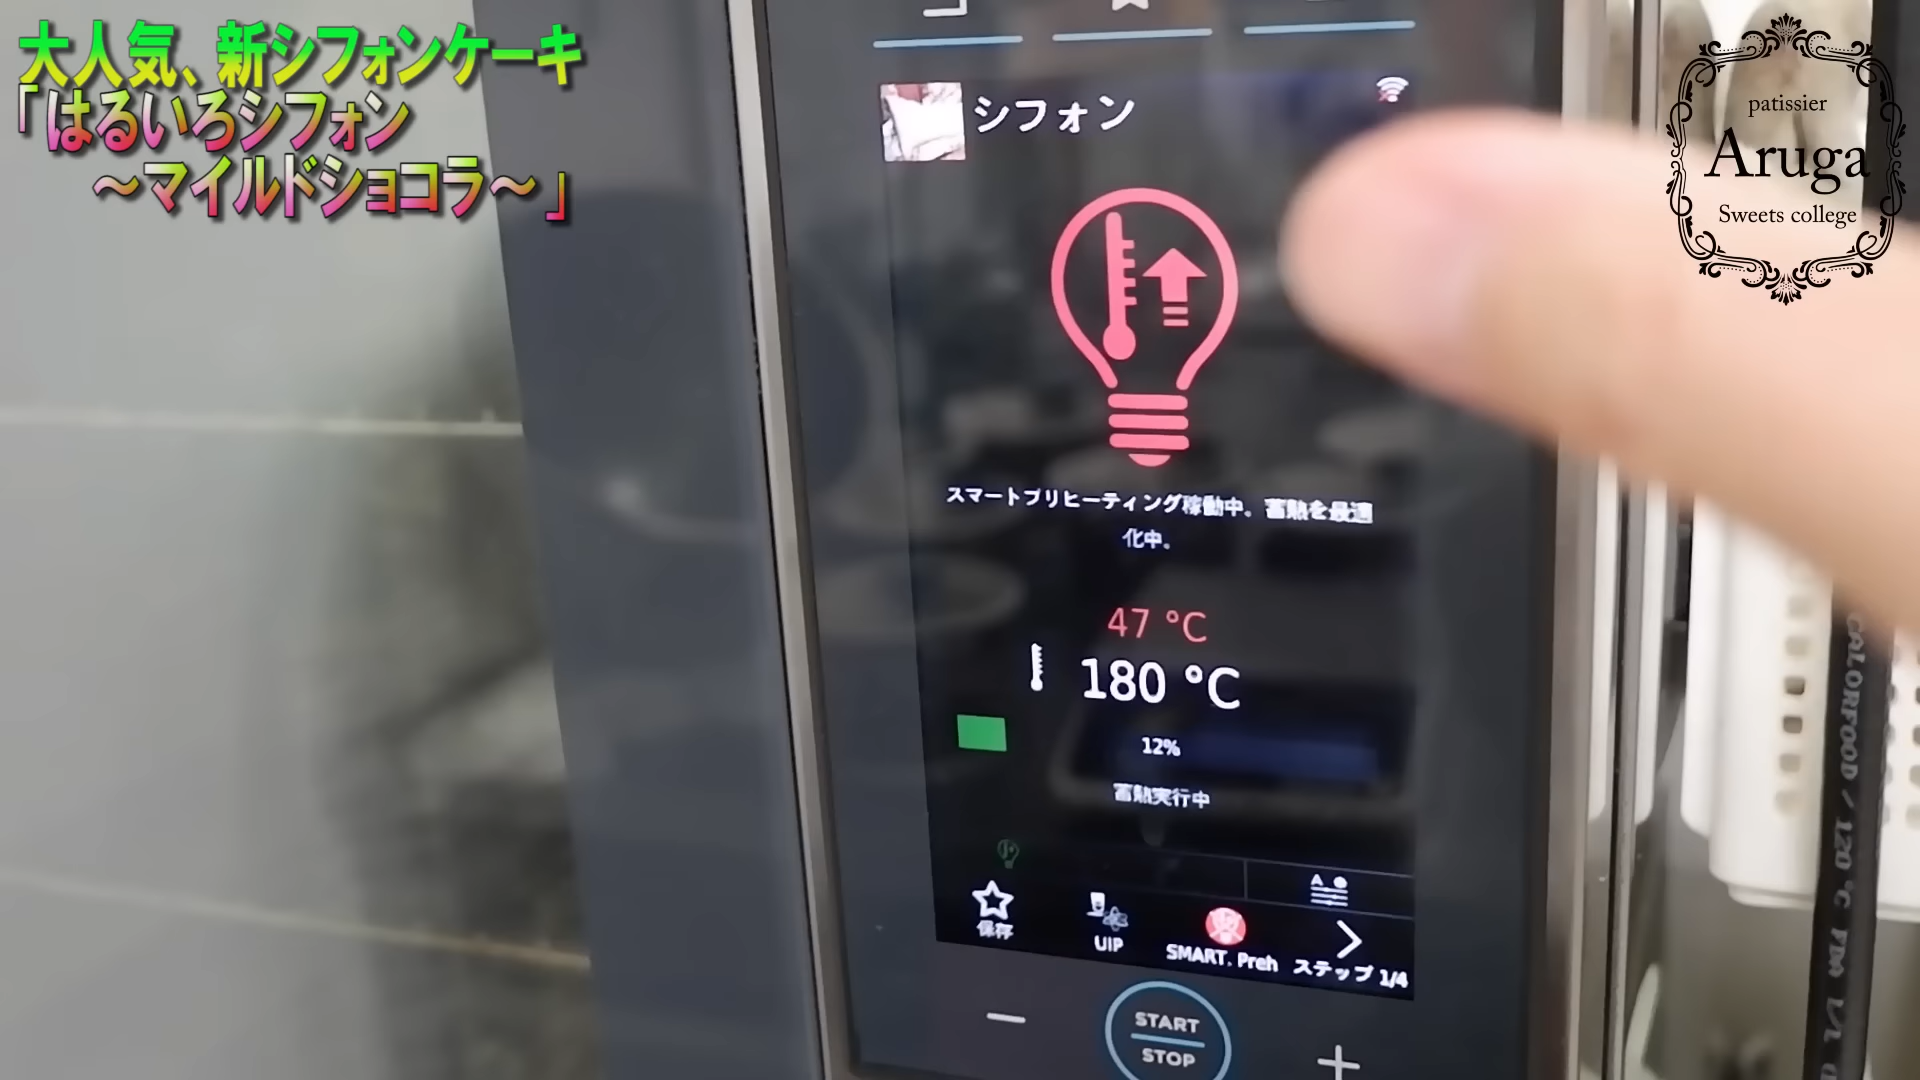 大人気、新シフォンケーキ
「はるいろシフォン
～マイルドショコラ～」
patissier
Aruga
Sweets college
シフォン
スマートプリヒーティング稼働中。蓄熱を最適
化中。
47 °C
180 °C
12%
蓄熱実行中
保存
UIP
SMART. Preh
ステップ 1/4
START
STOP
CALORFOOD / 120 °C FDA